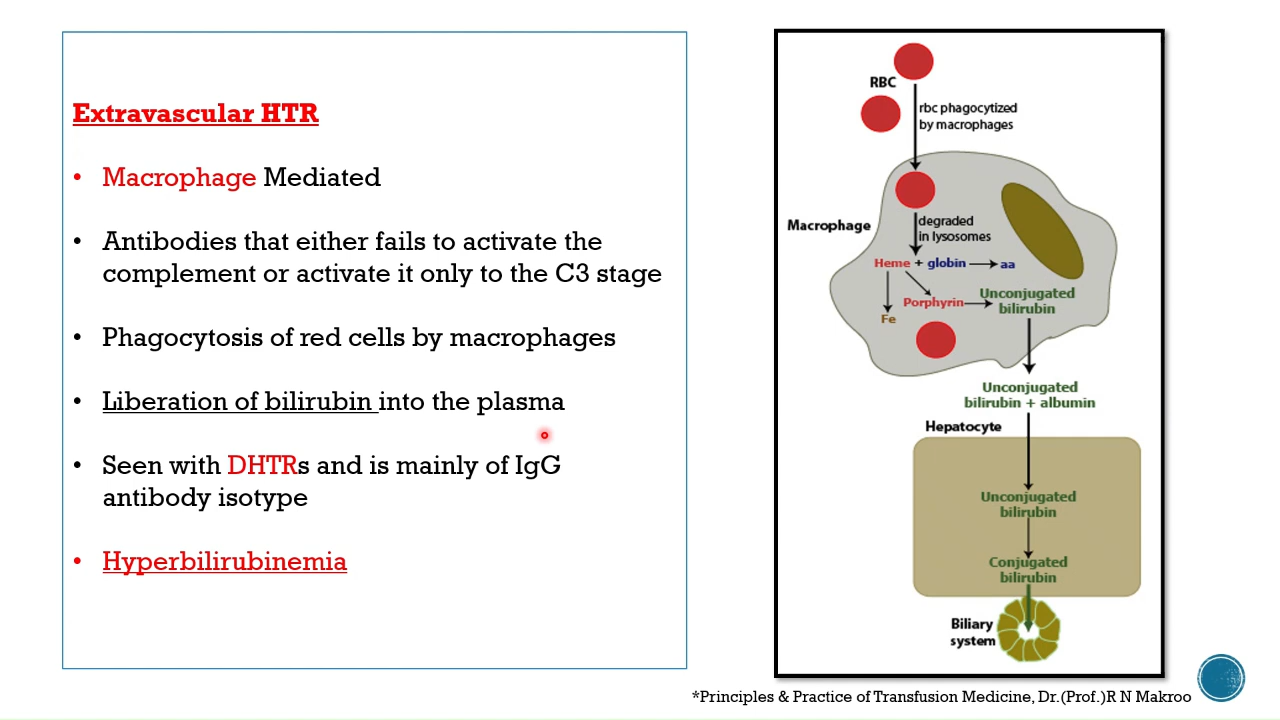 Extravascular HTR
• Macrophage Mediated
• Antibodies that either fails to activate the
complement or activate it only to the C3 stage
• Phagocytosis of red cells by macrophages
• Liberation of bilirubin into the plasma
• Seen with DHTRs and is mainly of IgG
antibody isotype
• Hyperbilirubinemia
RBC
rbc phagocytized
by macrophages
Macrophage
degraded
in lysosomes
Heme + globin aa
Porphyrin
Unconjugated
bilirubin
Fe
Unconjugated
bilirubin + albumin
Hepatocyte
Unconjugated
bilirubin
Conjugated
bilirubin
Biliary
system
*Principles & Practice of Transfusion Medicine, Dr.(Prof.)R N Makroo